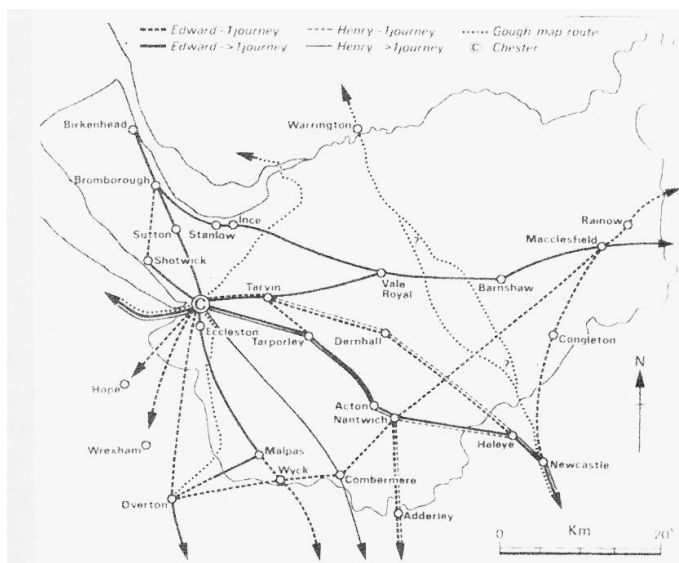 Edward - 1journey Henry - 1journey Gough map route
Edward - >1journey Henry >1journey © Chester
Birkenhead
Warrington
Bromborough
Rainow
Ince
Sutton Stanlow
Macclesfield
Shotwick
Tarvin
Vale
Royal
Barnshaw
C
Eccleston
Tarporley
Dernhall
Congleton
N
Hope
Acton
Nantwich
Wrexham
Heleye
Malpas
Newcastle
Wyck
Combermere
Overton
Adderley
Km
0 20